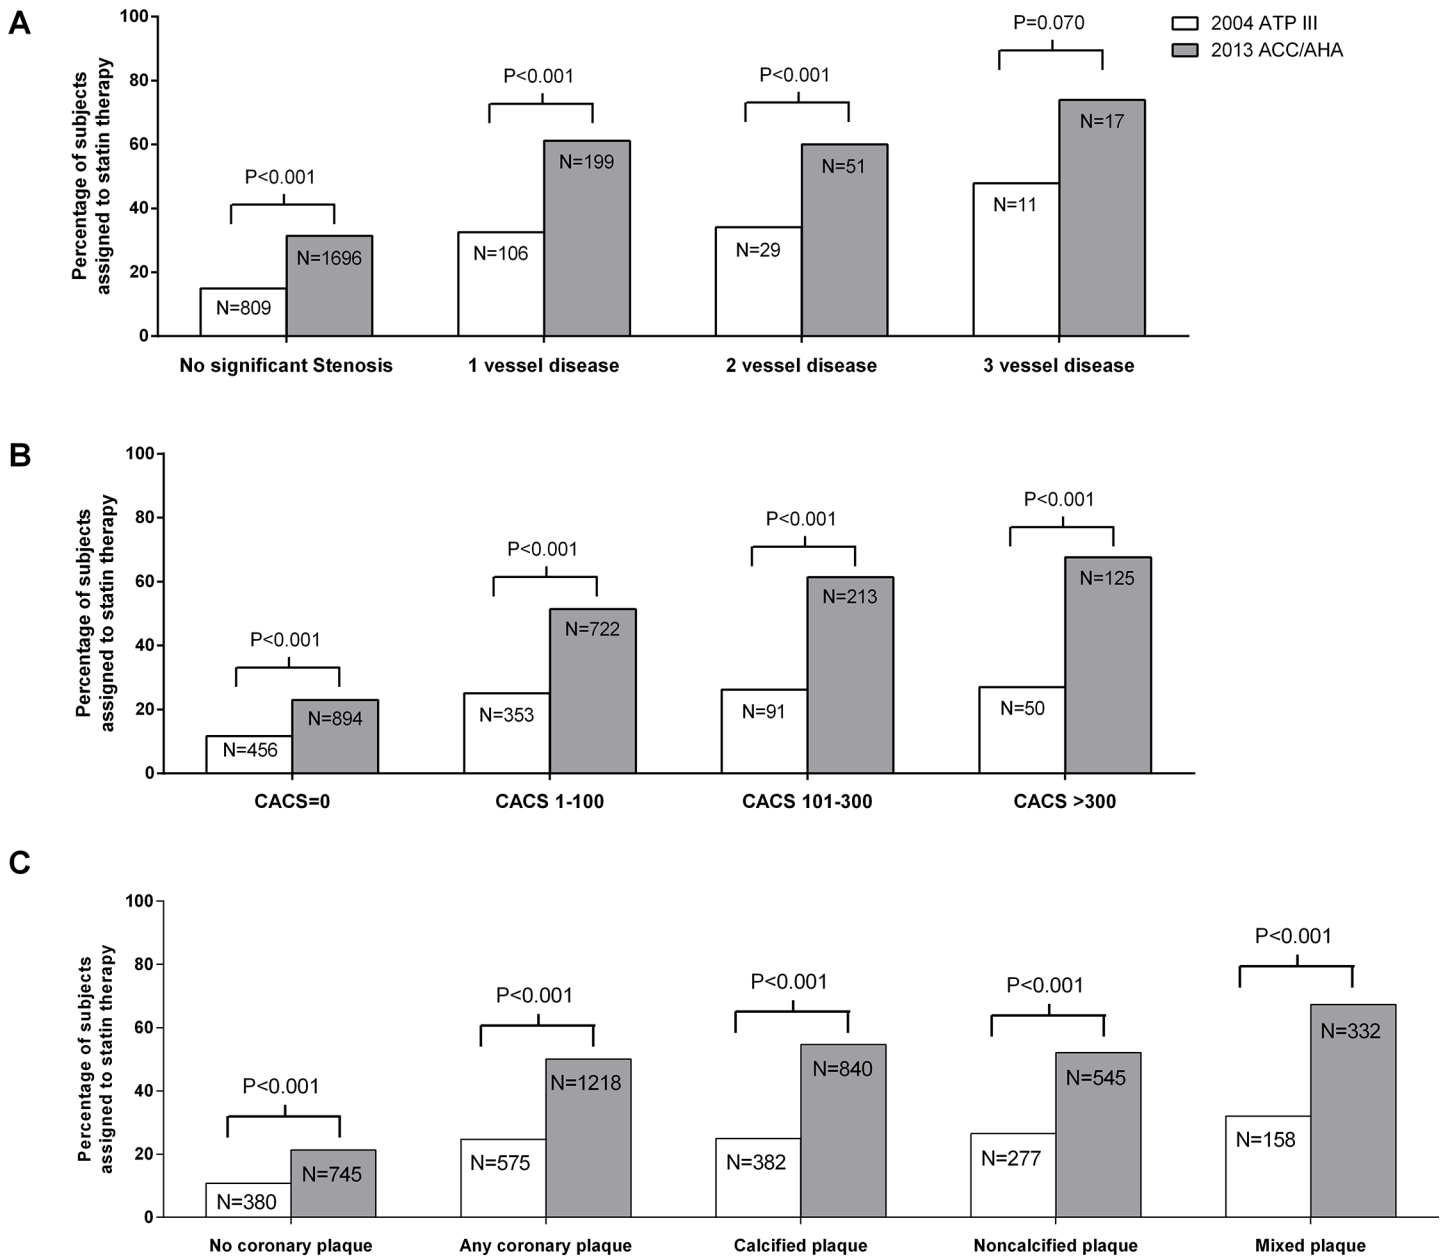 A
2004 ATP III
2013 ACC/AHA
Percentage of subjects
assigned to statin therapy
100
80
60
40
20
0
P<0.001
P<0.001
P<0.001
P=0.070
N=809
N=1696
N=106
N=199
N=29
N=51
N=11
N=17
No significant Stenosis
1 vessel disease
2 vessel disease
3 vessel disease
B
Percentage of subjects
assigned to statin therapy
100
80
60
40
20
0
P<0.001
P<0.001
P<0.001
P<0.001
N=456
N=894
N=353
N=722
N=91
N=213
N=50
N=125
CACS=0
CACS 1-100
CACS 101-300
CACS >300
C
Percentage of subjects
assigned to statin therapy
100
80
60
40
20
0
P<0.001
P<0.001
P<0.001
P<0.001
P<0.001
N=380
N=745
N=575
N=1218
N=382
N=840
N=277
N=545
N=158
N=332
No coronary plaque
Any coronary plaque
Calcified plaque
Noncalcified plaque
Mixed plaque